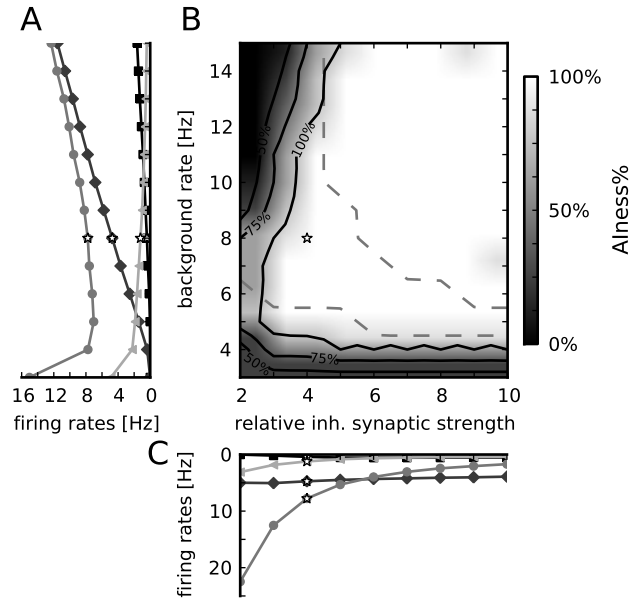 A
B
14
12
10
8
6
4
background rate [Hz]
50%
75%
100%
75%
50%
100%
50%
0%
AIness%
16 12 8 4 0
firing rates [Hz]
2 4 6 8 10
relative inh. synaptic strength
C
0
10
20
firing rates [Hz]